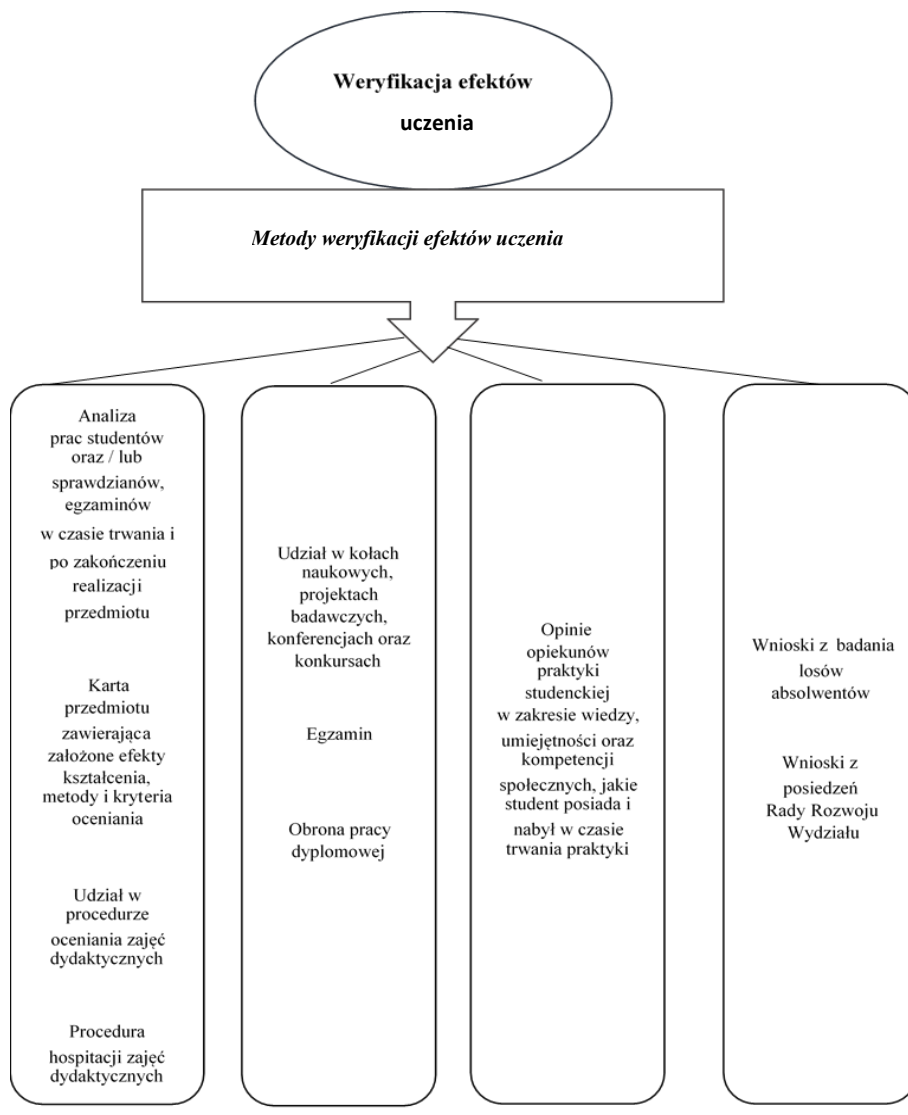 Weryfikacja efektów
uczenia
Metody weryfikacji efektów uczenia
Analiza
prac studentów
oraz / lub
sprawdzianów,
egzaminów
w czasie trwania i
po zakończeniu
realizacji
przedmiotu
Karta
przedmiotu
zawierająca
założone efekty
kształcenia,
metody i kryteria
oceniania
Udział w
procedurze
oceniania zajęć
dydaktycznych
Procedura
hospitacji zajęć
dydaktycznych
Udział w kołach
naukowych,
projektach
badawczych,
konferencjach oraz
konkursach
Egzamin
Obrona pracy
dyplomowej
Opinie
opiekunów
praktyki
studenckiej
w zakresie wiedzy,
umiejętności oraz
kompetencji
społecznych, jakie
student posiada i
nabył w czasie
trwania praktyki
Wnioski z badania
losów
absolwentów
Wnioski z
posiedzeń
Rady Rozwoju
Wydziału